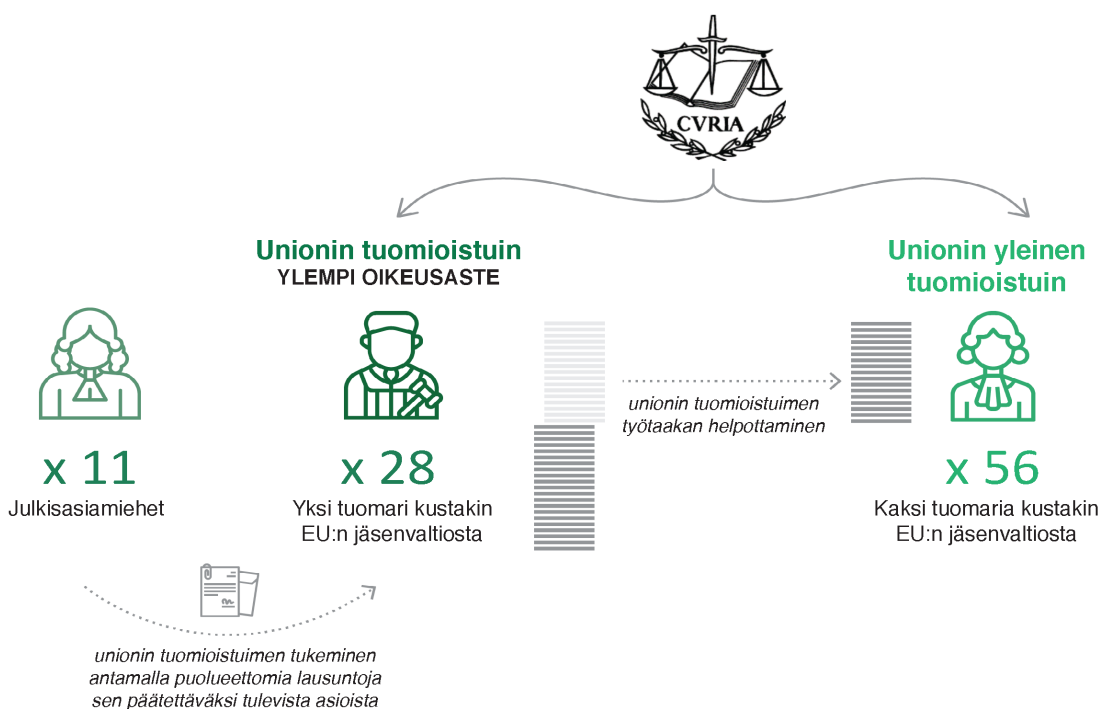 CVRIA
Unionin tuomioistuin
YLEMPI OIKEUSASTE
Unionin yleinen
tuomioistuin
x 11
Julkisasiamiehet
x 28
Yksi tuomari kustakin
EU:n jäsenvaltiosta
unionin tuomioistuimen
työtaakan helpottaminen
x 56
Kaksi tuomaria kustakin
EU:n jäsenvaltiosta
unionin tuomioistuimen tukeminen
antamalla puolueettomia lausuntoja
sen päätettäväksi tulevista asioista